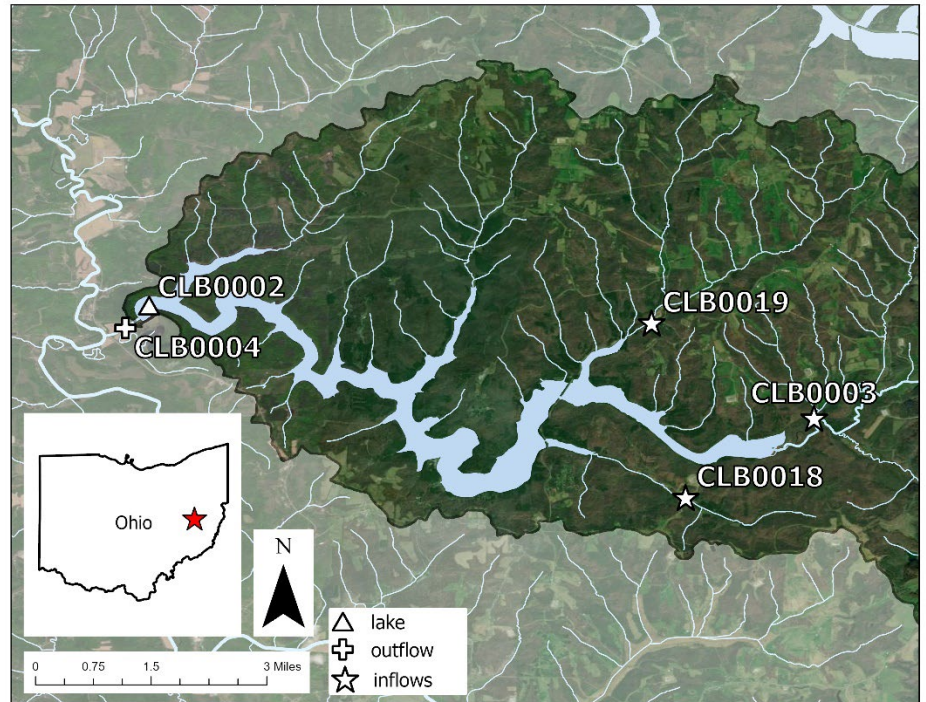 CLB0002
CLB0019
CLB0004
CLB0003
CLB0018
Ohio
N
lake
outflow
inflows
0 0.75 1.5 3 Miles